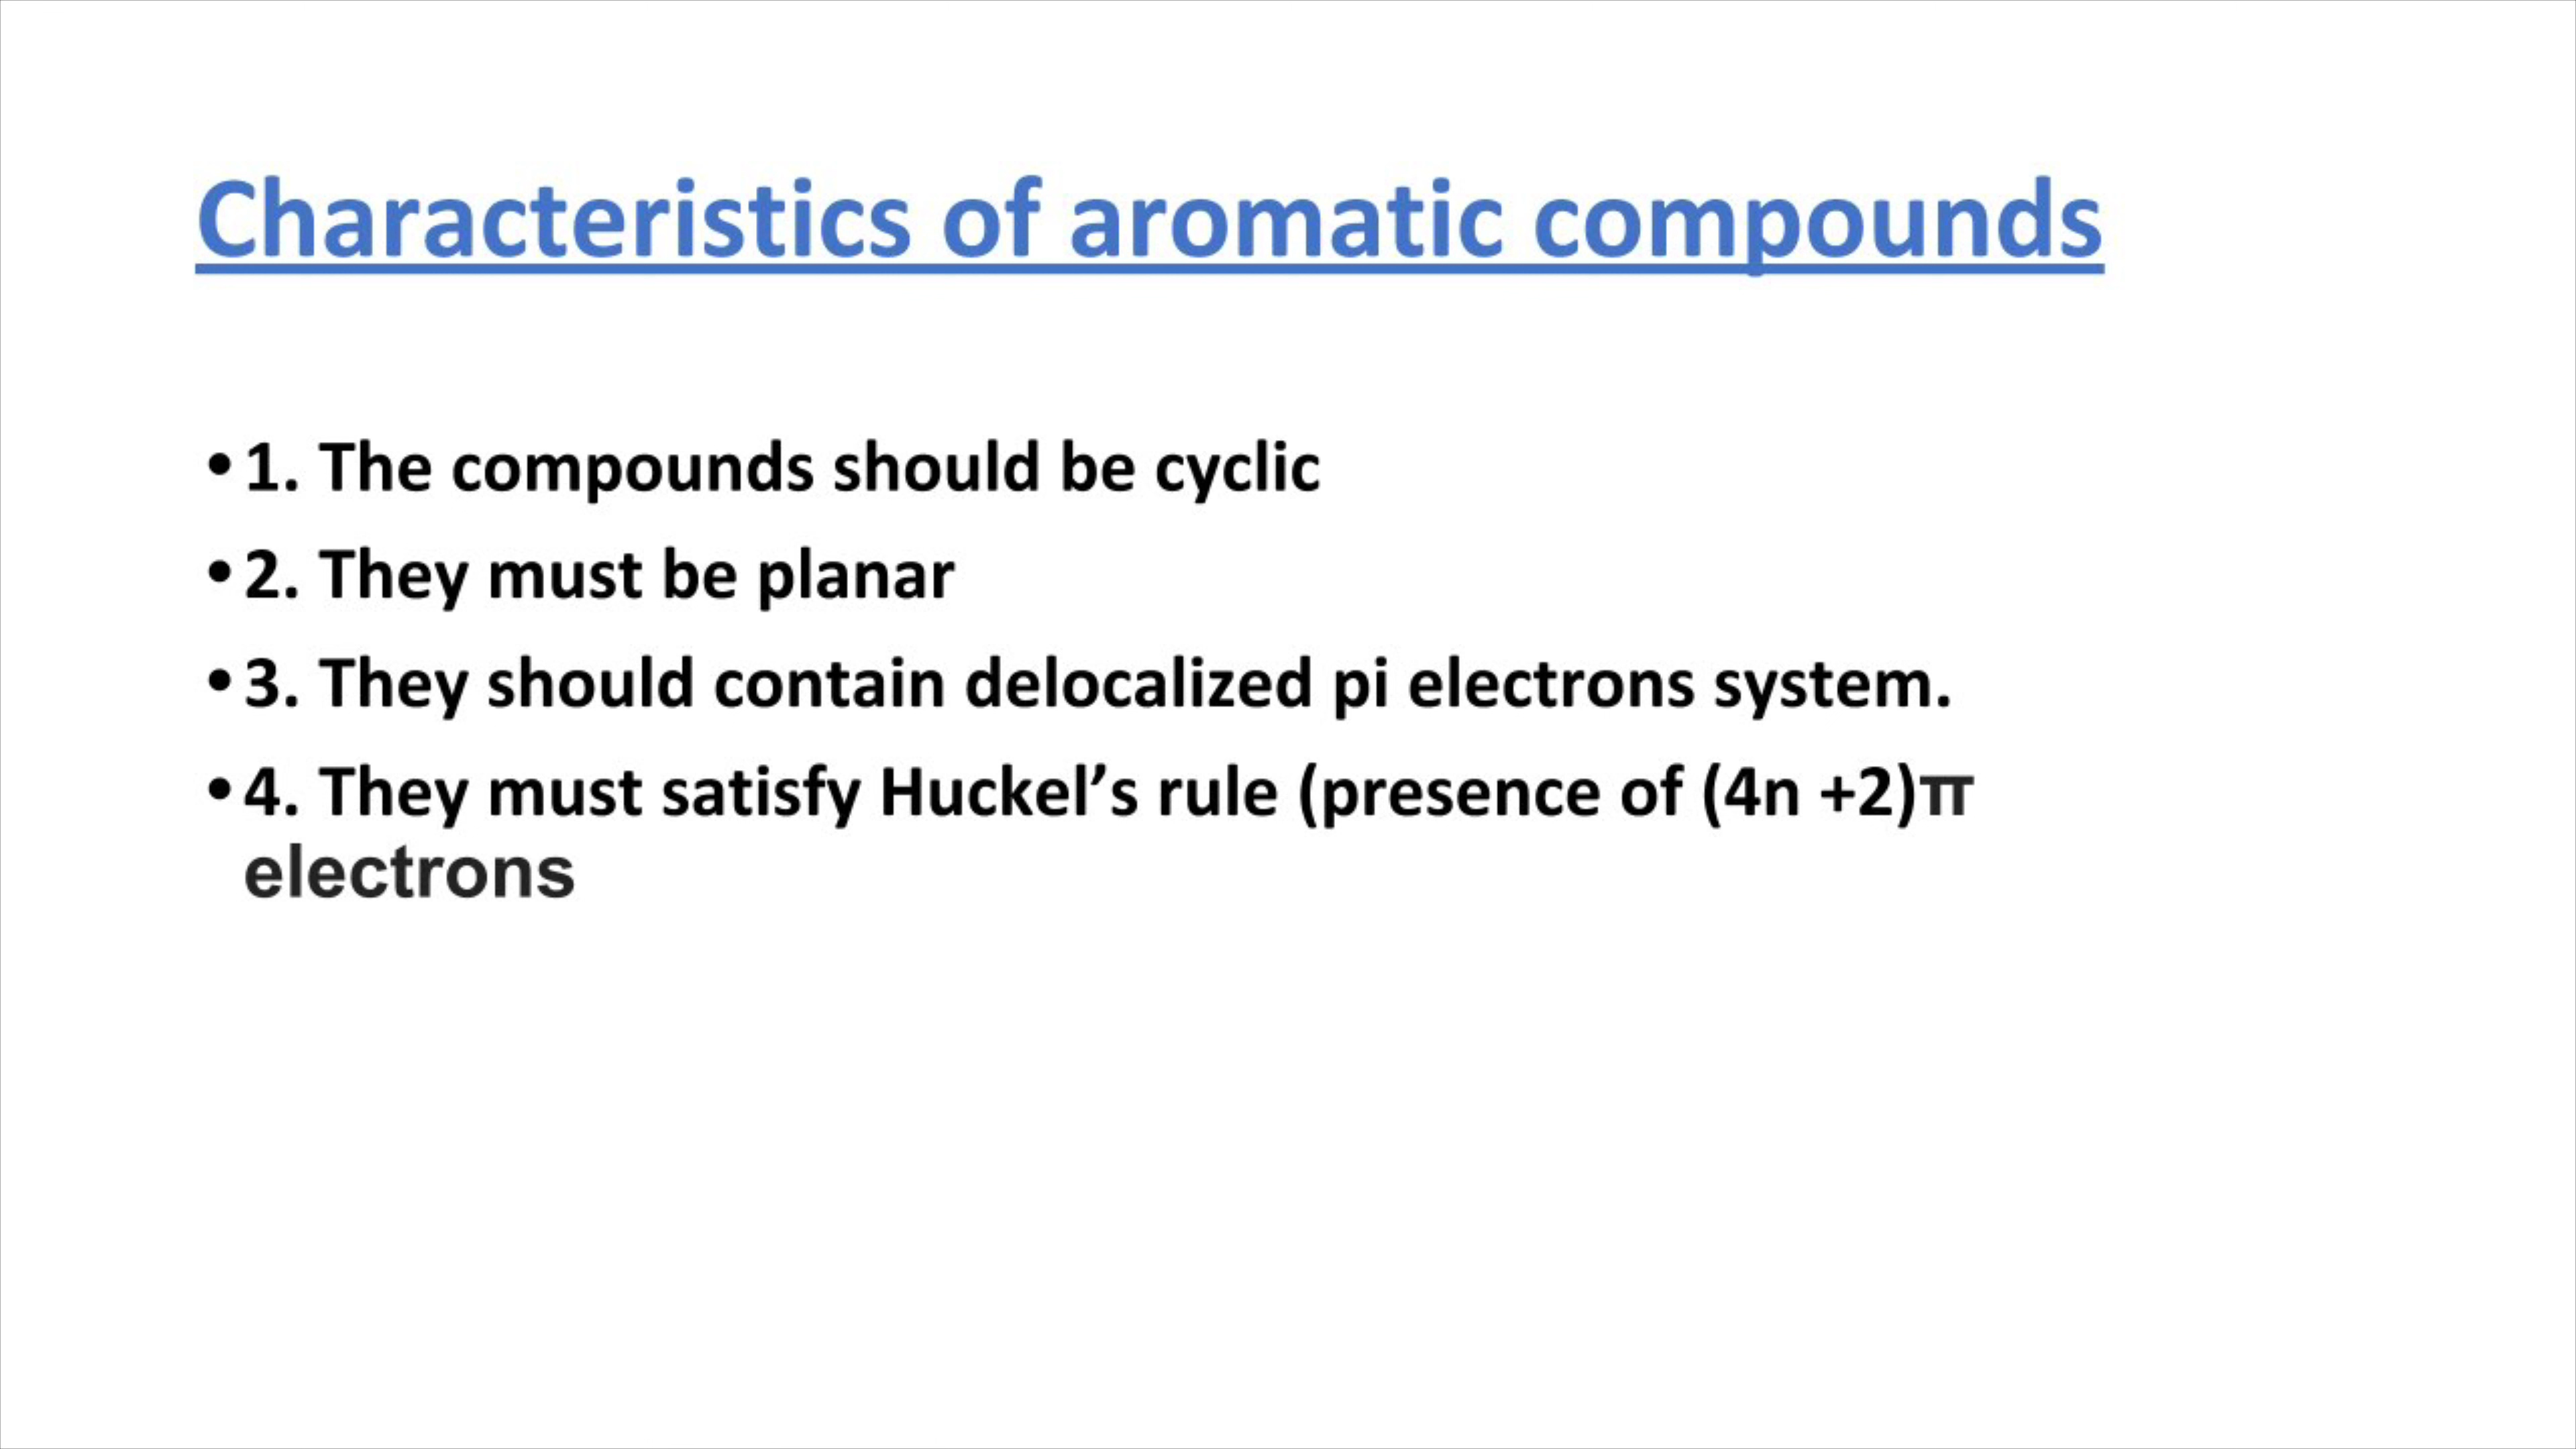 Characteristics of aromatic compounds
•1. The compounds should be cyclic
•2. They must be planar
•3. They should contain delocalized pi electrons system.
•4. They must satisfy Huckel’s rule (presence of (4n +2)π
electrons